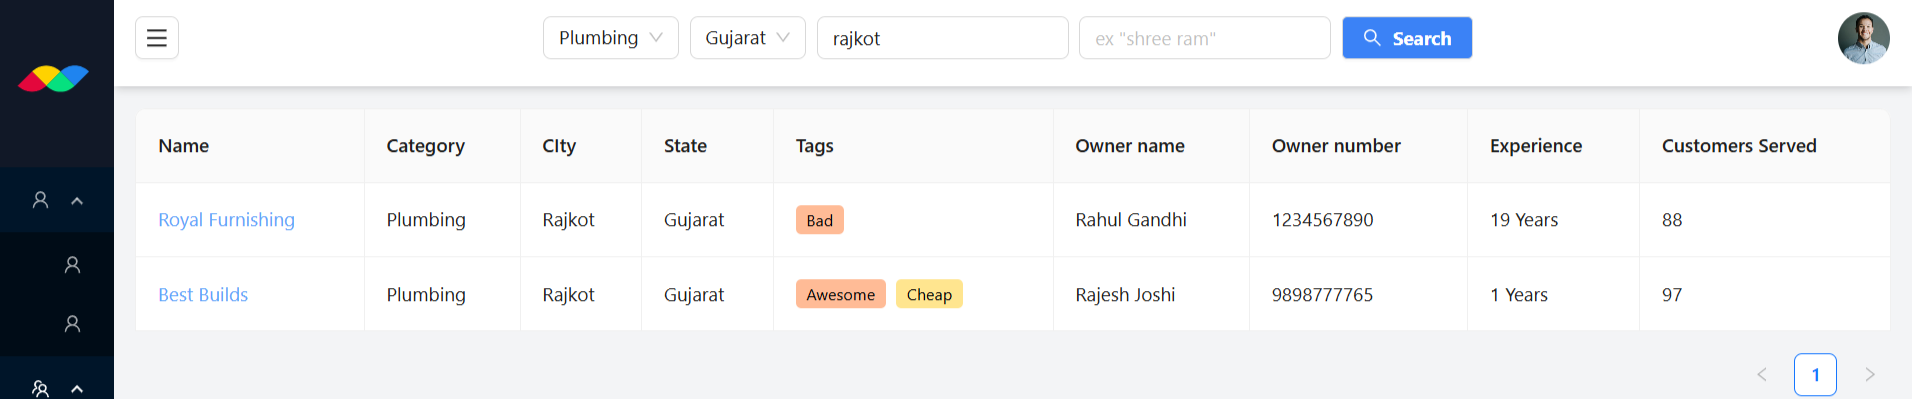 Plumbing Gujarat rajkot ex "shree ram" Search
Name Category CIty State Tags Owner name Owner number Experience Customers Served
Royal Furnishing Plumbing Rajkot Gujarat Bad Rahul Gandhi 1234567890 19 Years 88
Best Builds Plumbing Rajkot Gujarat Awesome Cheap Rajesh Joshi 9898777765 1 Years 97
1